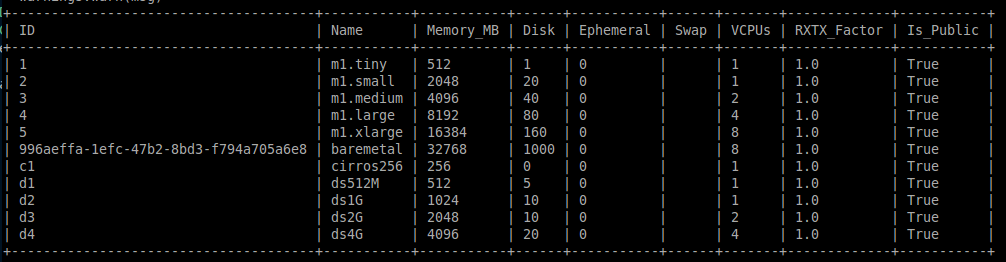 warnings.warn(msg)
+--------------------------------------+-----------+-----------+------+-----------+------+-------+-------------+-----------+
| ID                                   | Name      | Memory_MB | Disk | Ephemeral | Swap | VCPUs | RXTX_Factor | Is_Public |
+--------------------------------------+-----------+-----------+------+-----------+------+-------+-------------+-----------+
| 1                                    | m1.tiny   | 512       | 1    | 0         |      | 1     | 1.0         | True      |
| 2                                    | m1.small  | 2048      | 20   | 0         |      | 1     | 1.0         | True      |
| 3                                    | m1.medium | 4096      | 40   | 0         |      | 2     | 1.0         | True      |
| 4                                    | m1.large  | 8192      | 80   | 0         |      | 4     | 1.0         | True      |
| 5                                    | m1.xlarge | 16384     | 160  | 0         |      | 8     | 1.0         | True      |
| 996aeffa-1efc-47b2-8bd3-f794a705a6e8 | baremetal | 32768     | 1000 | 0         |      | 8     | 1.0         | True      |
| c1                                   | cirros256 | 256       | 0    | 0         |      | 1     | 1.0         | True      |
| d1                                   | ds512M    | 512       | 5    | 0         |      | 1     | 1.0         | True      |
| d2                                   | ds1G      | 1024      | 10   | 0         |      | 1     | 1.0         | True      |
| d3                                   | ds2G      | 2048      | 10   | 0         |      | 2     | 1.0         | True      |
| d4                                   | ds4G      | 4096      | 20   | 0         |      | 4     | 1.0         | True      |
+--------------------------------------+-----------+-----------+------+-----------+------+-------+-------------+-----------+